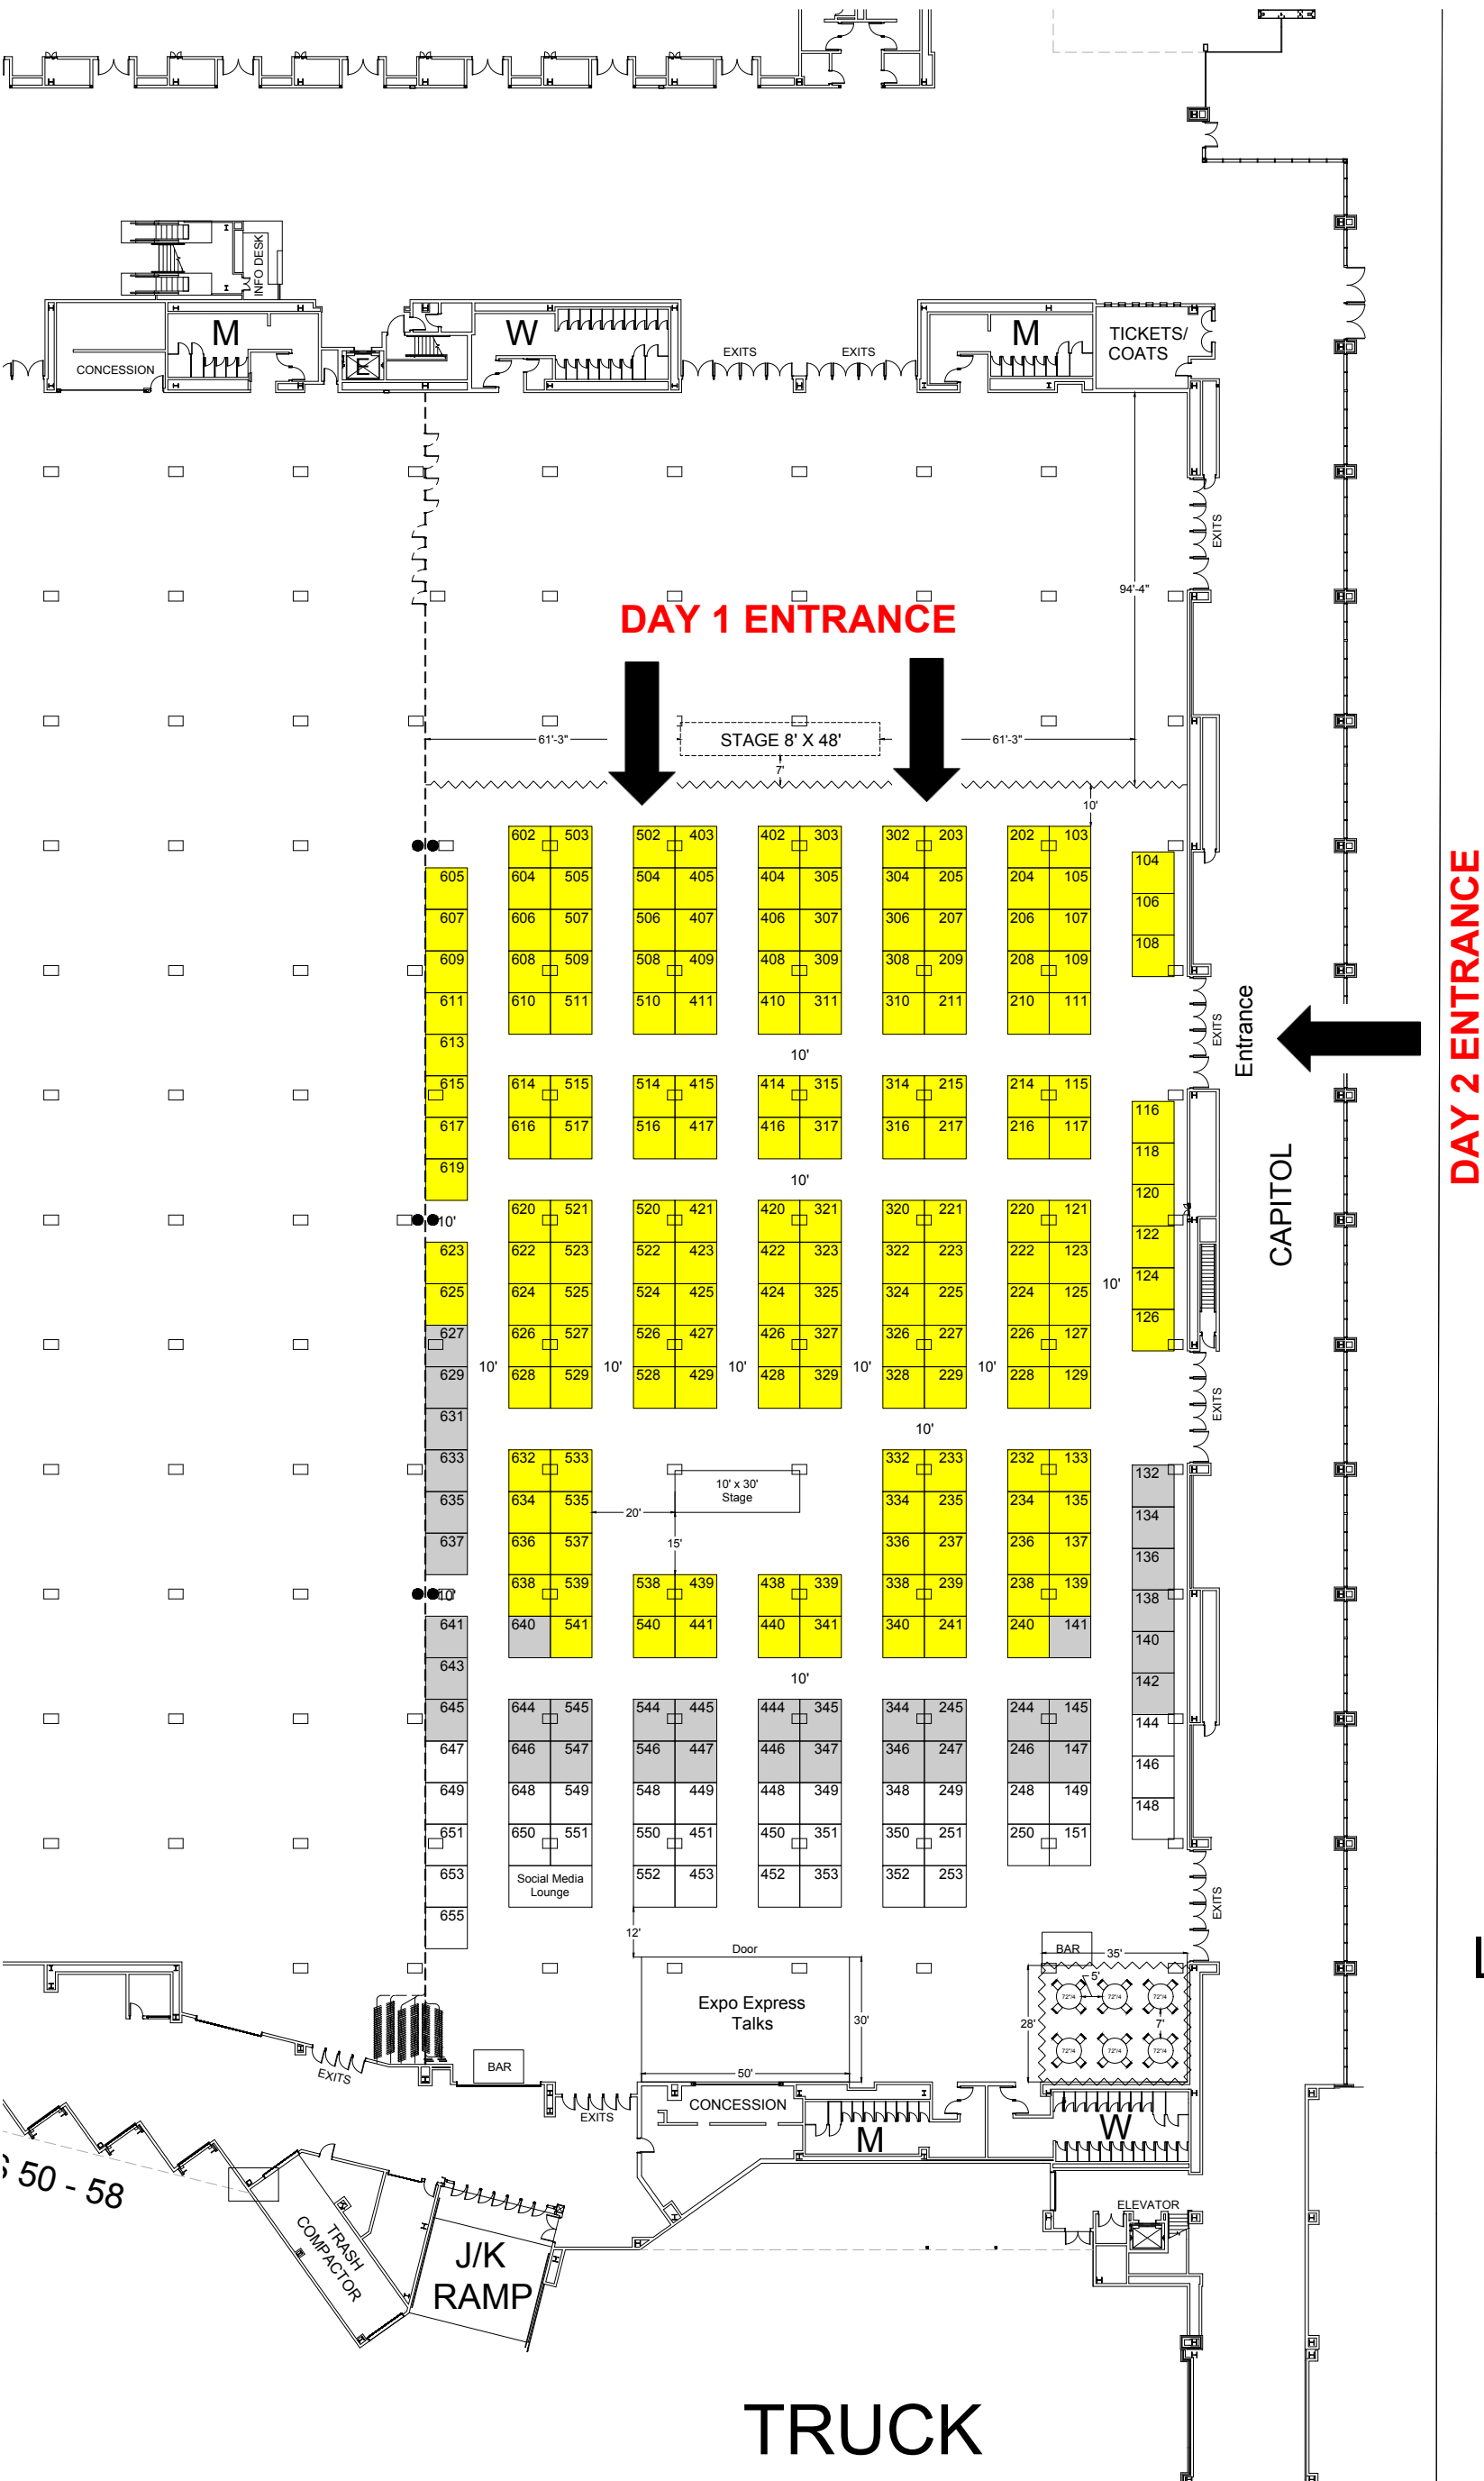 INFO DESK
M
W
M
TICKETS/
COATS
CONCESSION
E
EXITS
EXITS
EXITS
94'-4"
DAY 1 ENTRANCE
61'-3"
STAGE 8' X 48'
61'-3"
7'
10'
602 503 502 403 402 303 302 203 202 103
104
605 604 505 504 405 404 305 304 205 204 105
106
607 606 507 506 407 406 307 306 207 206 107
108
609 608 509 508 409 408 309 308 209 208 109
611 610 511 510 411 410 311 310 211 210 111
EXITS
Entrance
DAY 2 ENTRANCE
613
10'
615 614 515 514 415 414 315 314 215 214 115
116
617 616 517 516 417 416 317 316 217 216 117
118
619
10'
120
CAPITOL
10'
620 521 520 421 420 321 320 221 220 121
122
623 622 523 522 423 422 323 322 223 222 123
124
10'
625 624 525 524 425 424 325 324 225 224 125
126
627 626 527 526 427 426 327 326 227 226 127
10' 10' 10' 10' 10'
629 628 529 528 429 428 329 328 229 228 129
EXITS
631
10'
633 632 533 332 233 232 133
132
10' x 30'
Stage
635 634 535 334 235 234 135
134
20'
637 636 537 336 237 236 137
136
15'
10'
638 539 538 439 438 339 338 239 238 139
138
641 640 541 540 441 440 341 340 241 240 141
140
643
10'
142
645 644 545 544 445 444 345 344 245 244 145
144
647 646 547 546 447 446 347 346 247 246 147
146
649 648 549 548 449 448 349 348 249 248 149
148
651 650 551 550 451 450 351 350 251 250 151
653
Social Media
Lounge
552 453 452 353 352 253
EXITS
655
12'
Door
BAR
35'
L
5'
72"/4 72"/4 72"/4
Expo Express
Talks
30'
28'
7'
72"/4 72"/4 72"/4
50'
BAR
EXITS
EXITS
CONCESSION
M
W
S 50 - 58
ELEVATOR
TRASH
COMPACTOR
J/K
RAMP
TRUCK